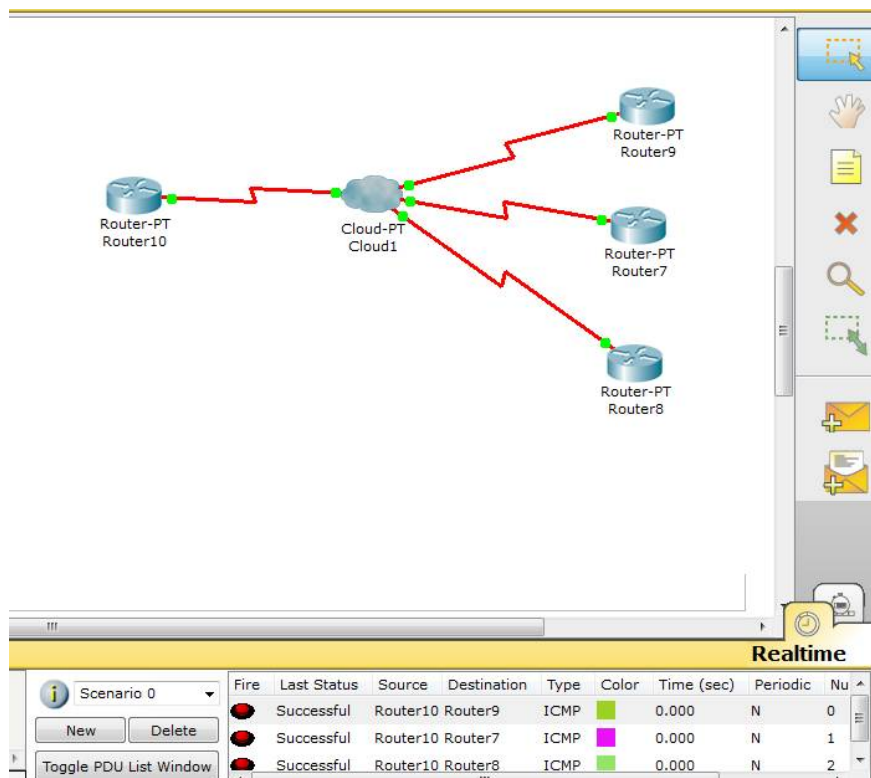 Router-PT
Router9
Router-PT
Router10
Cloud-PT
Cloud1
Router-PT
Router7
Router-PT
Router8
Realtime
i Scenario 0
New Delete
Toggle PDU List Window
Fire Last Status Source Destination Type Color Time (sec) Periodic Nu
Successful Router10 Router9 ICMP 0.000 N 0
Successful Router10 Router7 ICMP 0.000 N 1
Successful Router10 Router8 ICMP 0.000 N 2